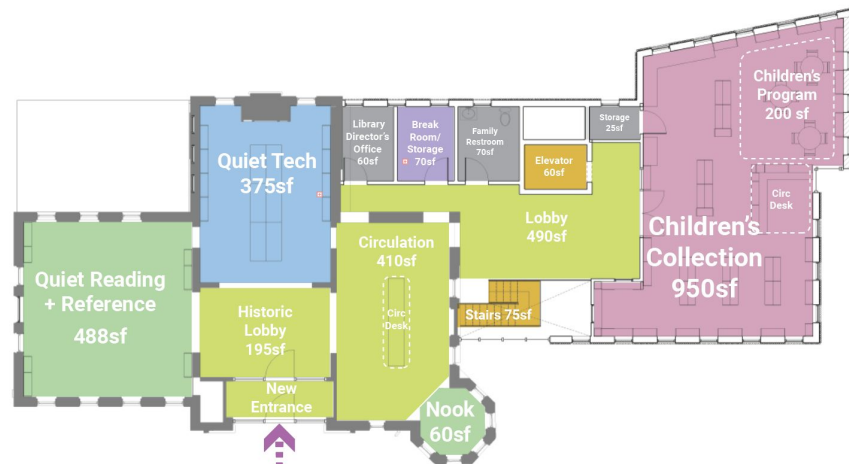 Children's
Program
200 sf
Storage
25sf
Library
Director's
Office
60sf
Break
Room/
Storage
70sf
Family
Restroom
70sf
Elevator
60sf
Quiet Tech
375sf
Circ
Desk
Lobby
490sf
Children's
Collection
950sf
Circulation
410sf
Quiet Reading
+ Reference
488sf
Historic
Lobby
195sf
Circ
Desk
Stairs 75sf
New
Entrance
Nook
60sf